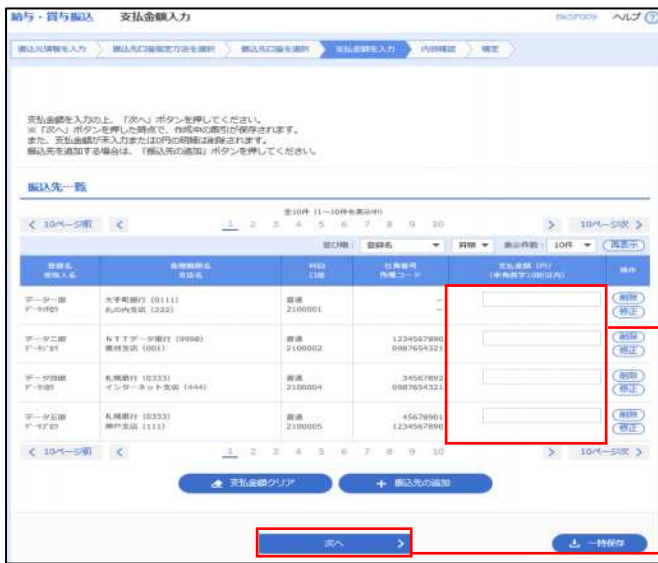 給与・賞与振込 支払金額入力 BKSF009 ヘルプ ?
振込元情報を入力 振込先口座指定方法を選択 振込先口座を選択 支払金額を入力 内容確認 確定
支払金額を入力の上、「次へ」ボタンを押してください。
※「次へ」ボタンを押した時点で、作成中の取引が保存されます。
また、支払金額が未入力または0円の明細は削除されます。
振込先を追加する場合は、「振込先の追加」ボタンを押してください。
振込先一覧
全10件 (1~10件を表示中)
10ページ前 1 2 3 4 5 6 7 8 9 10 10ページ次
並び順: 登録名 昇順 表示件数: 10件 再表示
登録名 金融機関名 科目 社員番号 支払金額 (円) 操作
受取人名 支店名 口座 所属コード (半角数字10桁以内)
データ一郎 大手町銀行 (0111) 普通 - 削除
丸の内支店 (222) 2100001 - 修正
データ二郎 NTTデータ銀行 (9998) 普通 1234567890 削除
豊洲支店 (001) 2100002 0987654321 修正
データ四郎 札幌銀行 (0333) 普通 34567892 削除
インターネット支店 (444) 2100004 0987654321 修正
データ五郎 札幌銀行 (0333) 普通 45678901 削除
神戸支店 (111) 2100005 1234567890 修正
10ページ前 1 2 3 4 5 6 7 8 9 10 10ページ次
支払金額クリア + 振込先の追加
次へ 一時保存